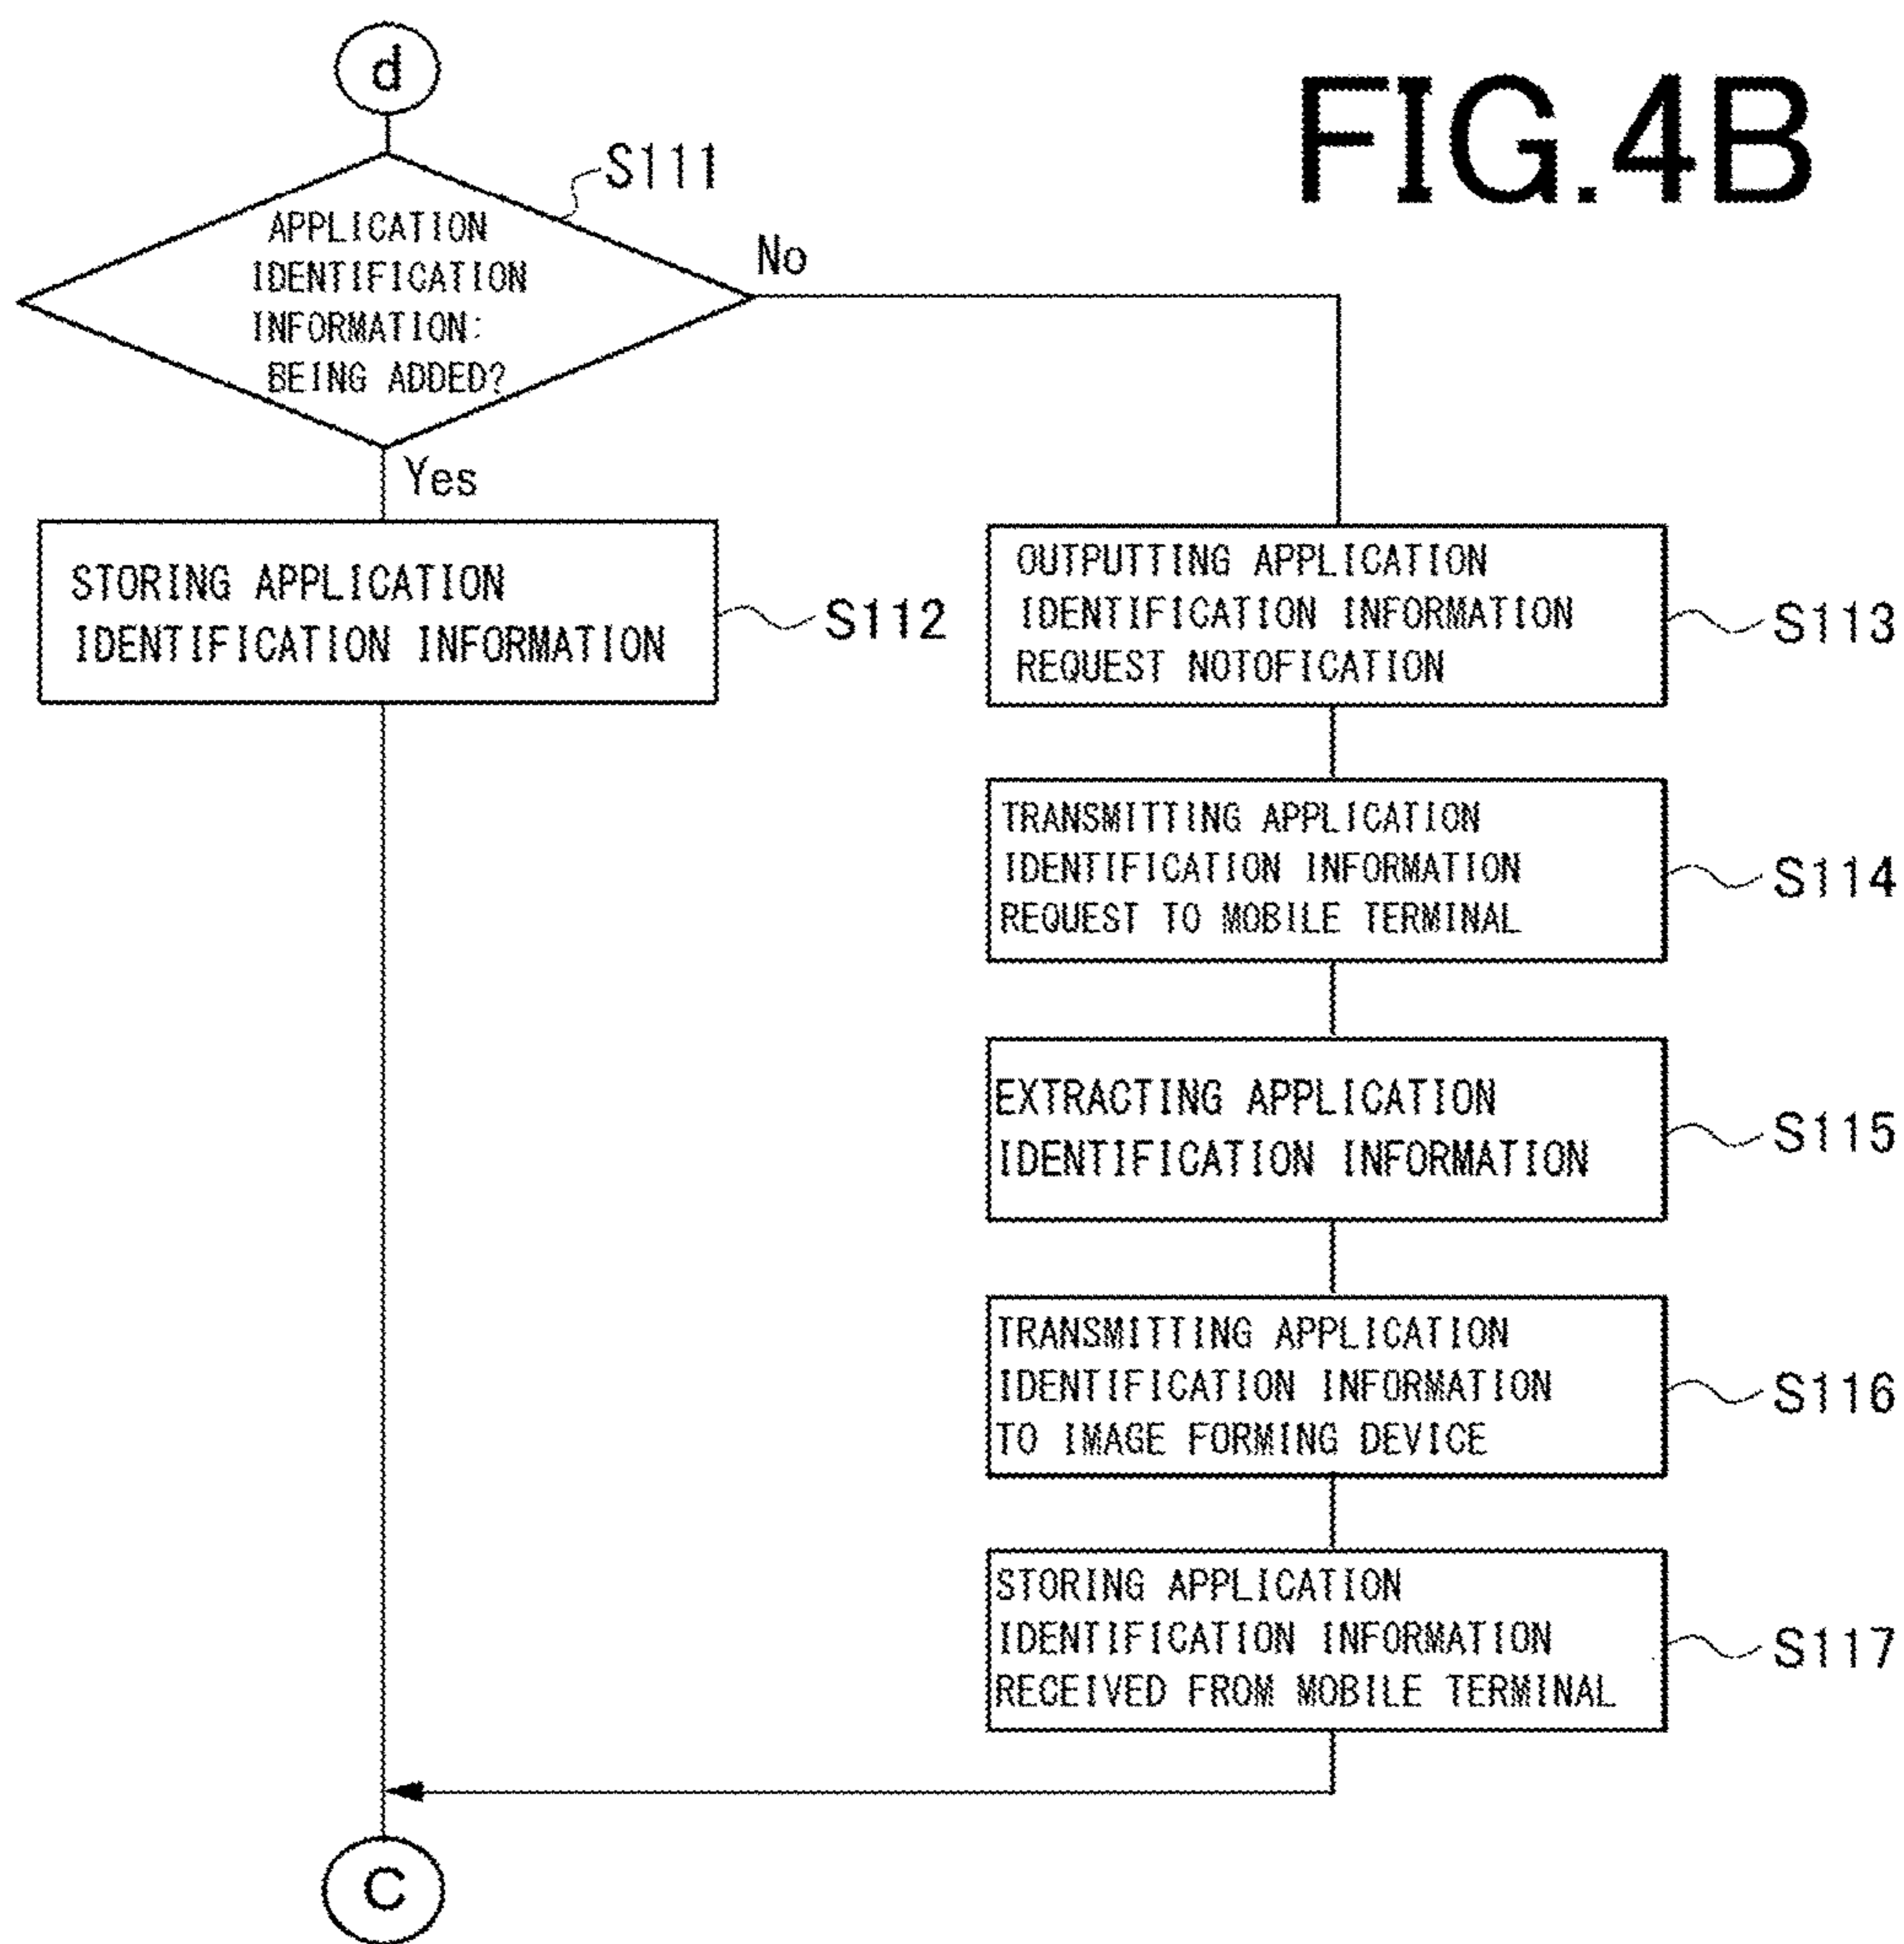 FIG.4B
d
S111
APPLICATION
IDENTIFICATION
INFORMATION:
BEING ADDED?
No
Yes
STORING APPLICATION
IDENTIFICATION INFORMATION
S112
OUTPUTTING APPLICATION
IDENTIFICATION INFORMATION
REQUEST NOTOFICATION
S113
TRANSMITTING APPLICATION
IDENTIFICATION INFORMATION
REQUEST TO MOBILE TERMINAL
S114
EXTRACTING APPLICATION
IDENTIFICATION INFORMATION
S115
TRANSMITTING APPLICATION
IDENTIFICATION INFORMATION
TO IMAGE FORMING DEVICE
S116
STORING APPLICATION
IDENTIFICATION INFORMATION
RECEIVED FROM MOBILE TERMINAL
S117
C